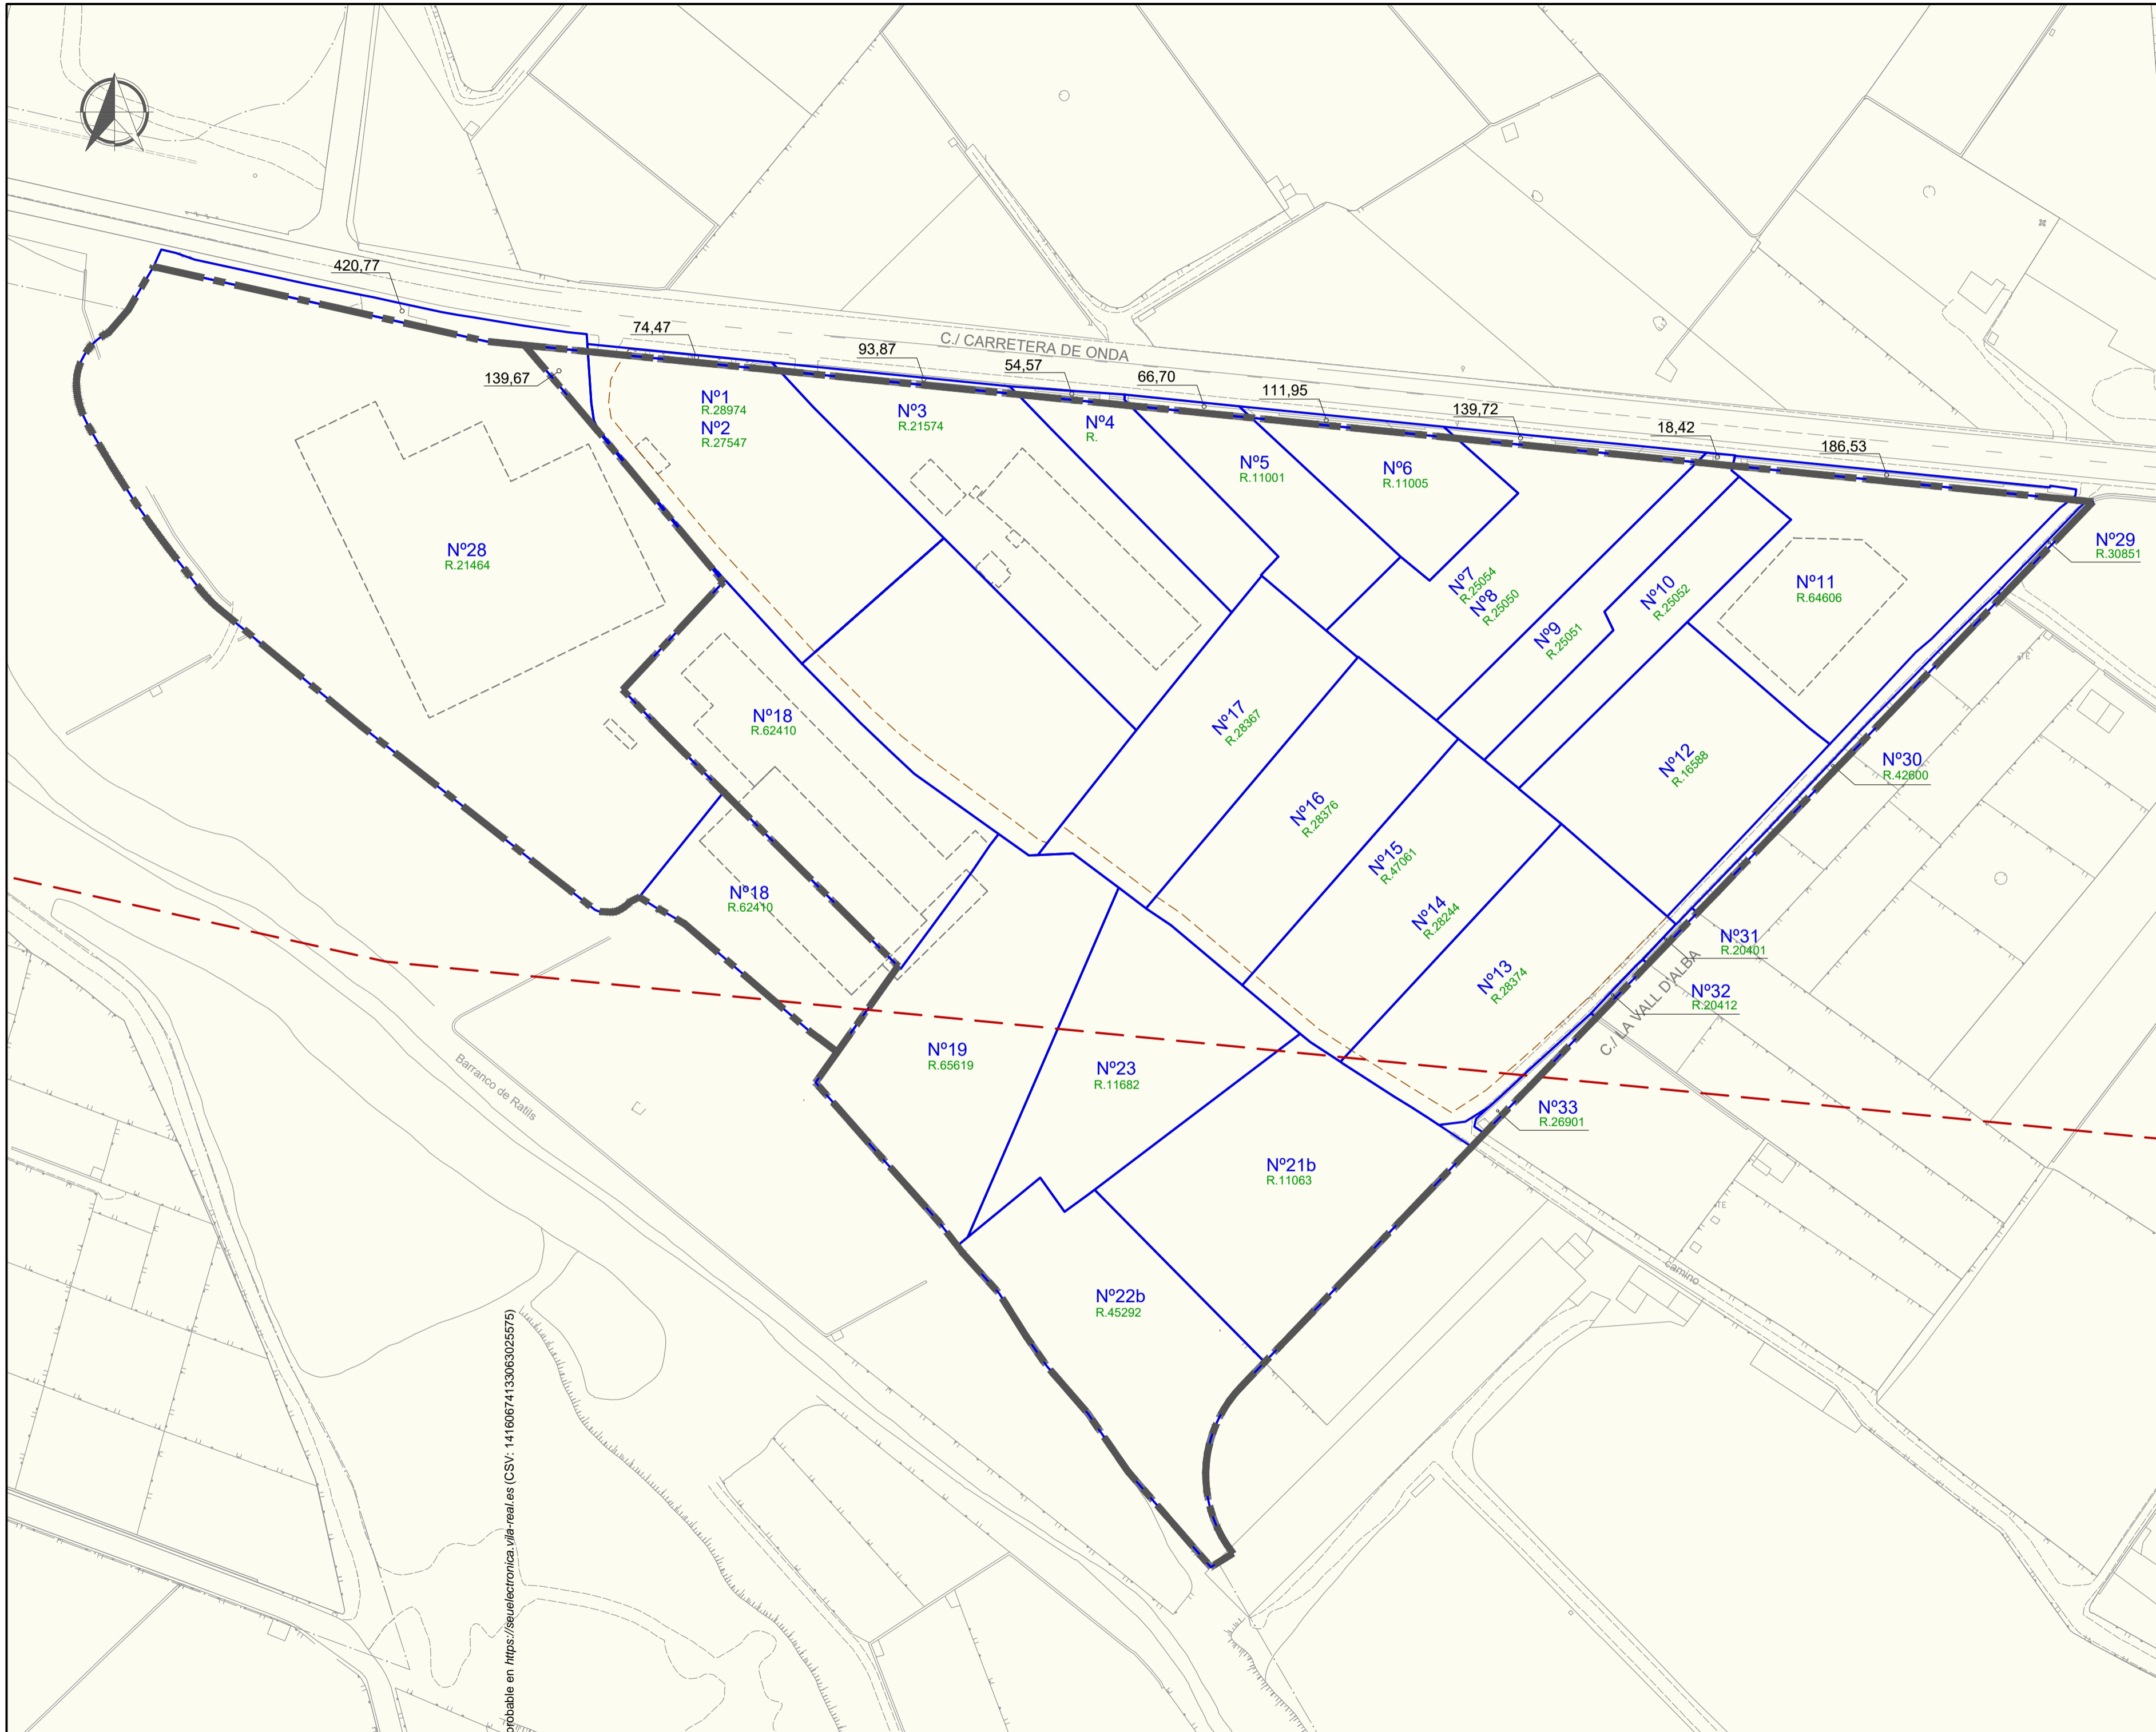 420,77
74,47
93,87
C./ CARRETERA DE ONDA
54,57
66,70
111,95
139,72
18,42
186,53
139,67
Nº1
R.28974
Nº2
R.27547
Nº3
R.21574
Nº4
R.
Nº5
R.11001
Nº6
R.11005
Nº7
R.25054
Nº8
R.25050
Nº9
R.25051
Nº10
R.25052
Nº11
R.64606
Nº29
R.30851
Nº28
R.21464
TE
Nº18
R.62410
Nº17
R.28367
Nº12
R.16588
Nº30
R.42600
Nº16
R.28376
Nº15
R.47061
Nº14
R.28244
Nº13
R.28374
Nº18
R.62410
Nº31
R.20401
Nº32
R.20412
C./ LA VALL D'ALBA
Nº19
R.65619
Nº23
R.11682
Nº33
R.26901
Barranco de Ratils
Nº21b
R.11063
TE
camino
Nº22b
R.45292
probable en https://seuelectronica.vila-real.es (CSV: 14160674133063025575)